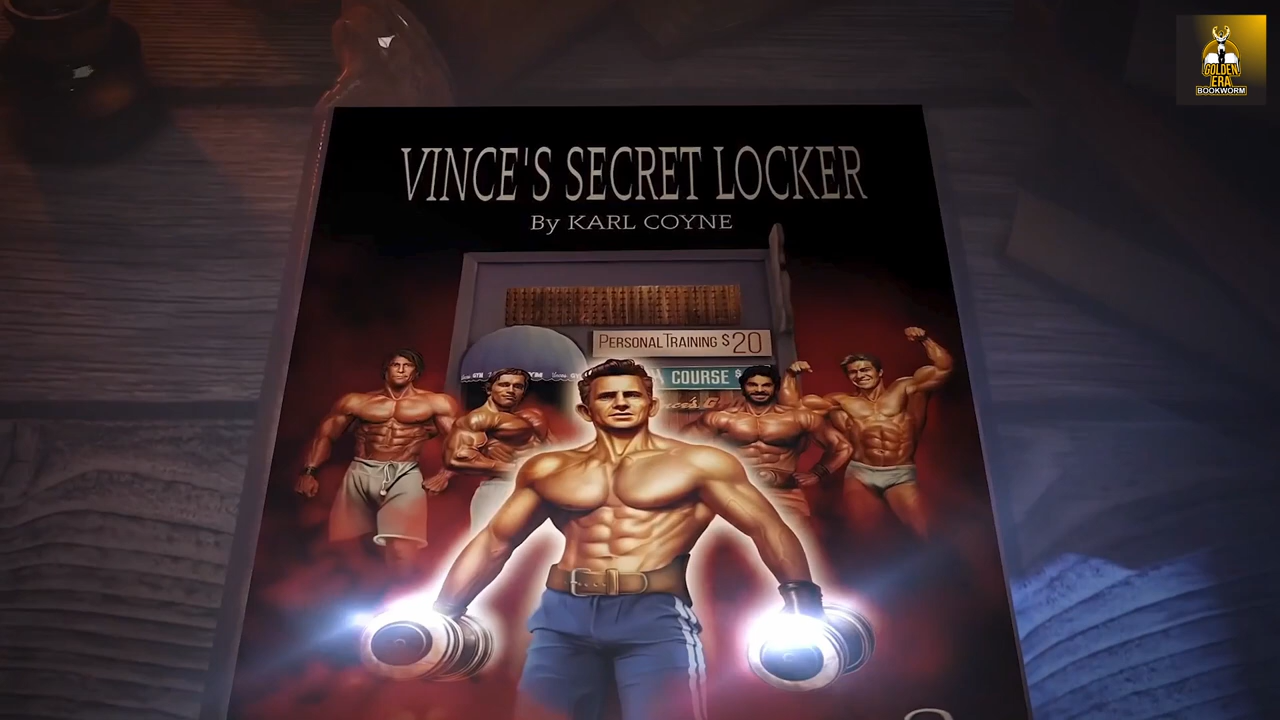 GOLDEN
ERA
BOOKWORM
VINCE'S SECRET LOCKER
By KARL COYNE
PERSONAL TRAINING $20
COURSE $